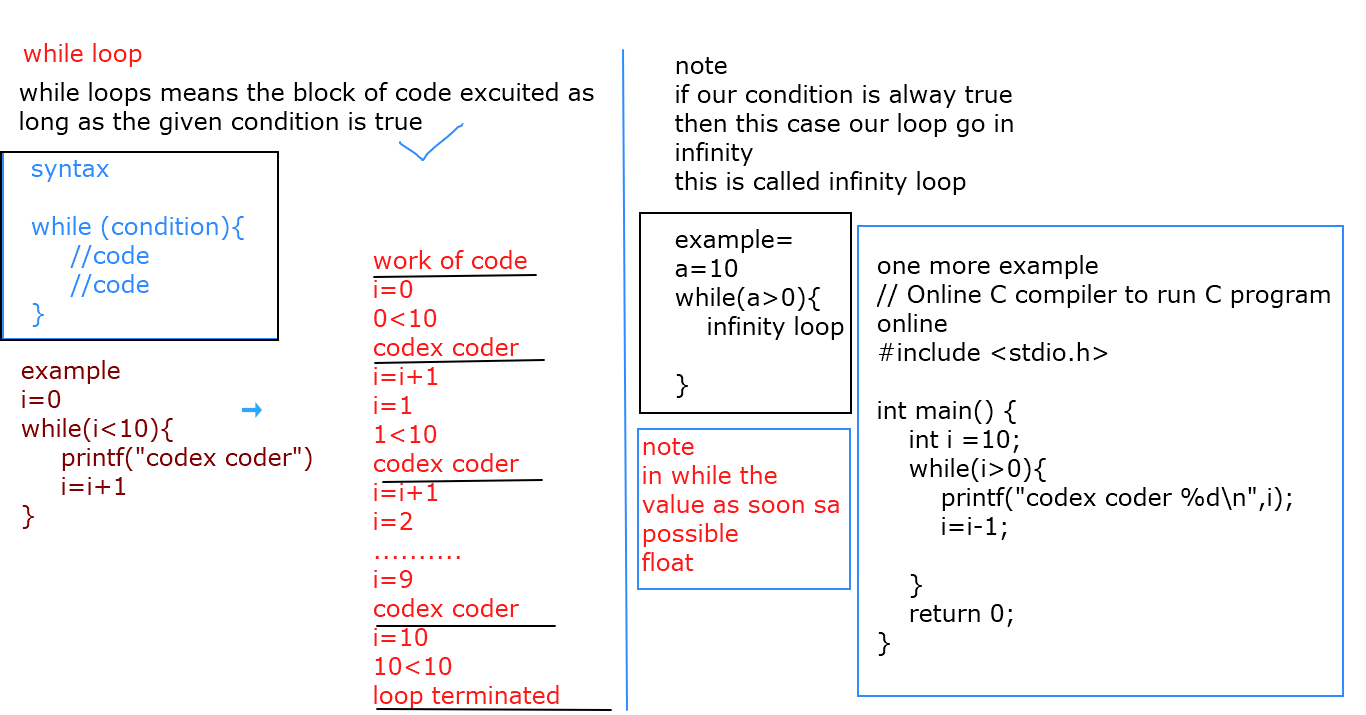 while loop
while loops means the block of code excuited as
long as the given condition is true
syntax
while (condition){
//code
//code
}
example
i=0
while(i<10){
printf("codex coder")
i=i+1
}
work of code
i=0
0<10
codex coder
i=i+1
i=1
1<10
codex coder
i=i+1
i=2
..........
i=9
codex coder
i=10
10<10
loop terminated
note
if our condition is alway true
then this case our loop go in
infinity
this is called infinity loop
example=
a=10
while(a>0){
infinity loop
}
note
in while the
value as soon sa
possible
float
one more example
// Online C compiler to run C program
online
#include <stdio.h>
int main() {
int i =10;
while(i>0){
printf("codex coder %d\n",i);
i=i-1;
}
return 0;
}